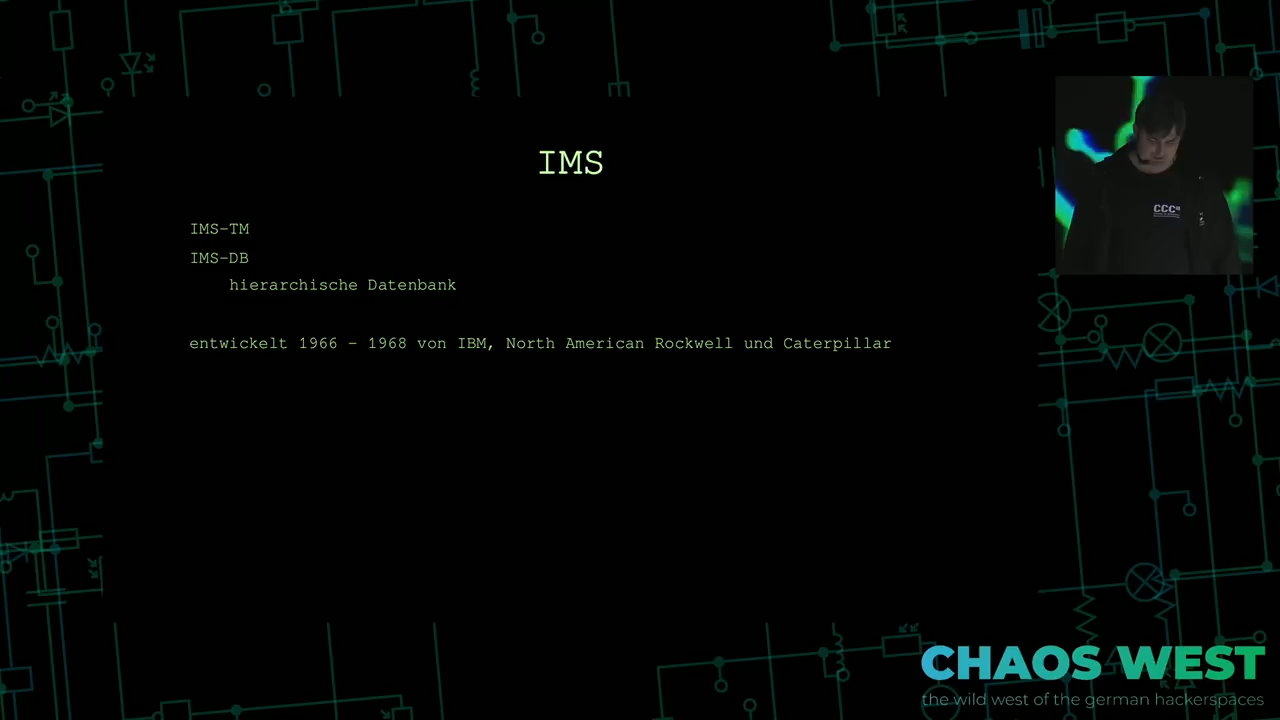 IMS
IMS-TM
IMS-DB
hierarchische Datenbank
entwickelt 1966 - 1968 von IBM, North American Rockwell und Caterpillar
CCC
CHAOS WEST
the wild west of the german hackerspaces